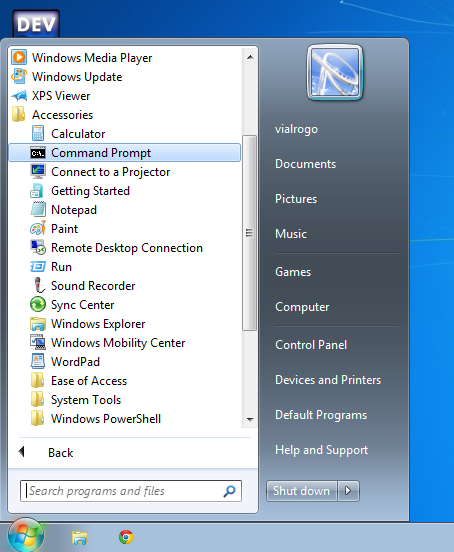 DEV
Windows Media Player
Windows Update
XPS Viewer
Accessories
Calculator
Command Prompt
Connect to a Projector
Getting Started
Notepad
Paint
Remote Desktop Connection
Run
Sound Recorder
Sync Center
Windows Explorer
Windows Mobility Center
WordPad
Ease of Access
System Tools
Windows PowerShell
Back
Search programs and files
vialrogo
Documents
Pictures
Music
Games
Computer
Control Panel
Devices and Printers
Default Programs
Help and Support
Shut down